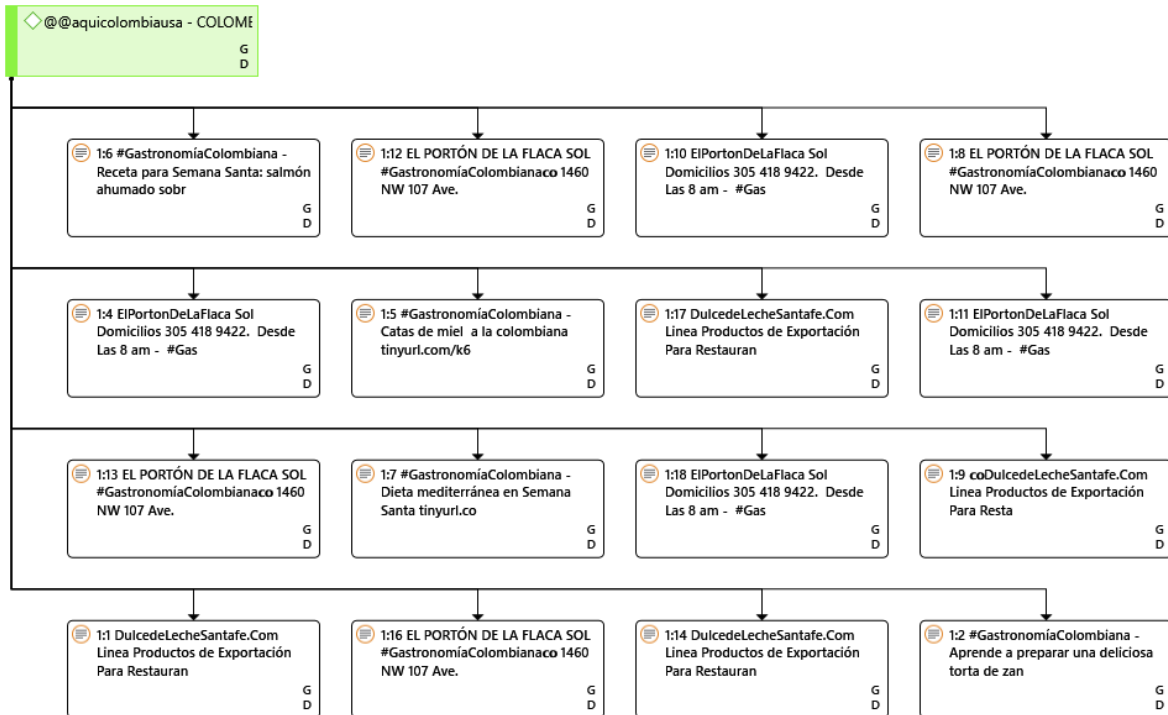 @@aquicolombiausa - COLOME
G
D
1:6 #GastronomíaColombiana -
Receta para Semana Santa: salmón
ahumado sobr
G
D
1:12 EL PORTÓN DE LA FLACA SOL
#GastronomíaColombianaco 1460
NW 107 Ave.
G
D
1:10 ElPortonDeLaFlaca Sol
Domicilios 305 418 9422.  Desde
Las 8 am -  #Gas
G
D
1:8 EL PORTÓN DE LA FLACA SOL
#GastronomíaColombianaco 1460
NW 107 Ave.
G
D
1:4 ElPortonDeLaFlaca Sol
Domicilios 305 418 9422.  Desde
Las 8 am -  #Gas
G
D
1:5 #GastronomíaColombiana -
Catas de miel  a la colombiana
tinyurl.com/k6
G
D
1:17 DulcedeLecheSantafe.Com
Linea Productos de Exportación
Para Restauran
G
D
1:11 ElPortonDeLaFlaca Sol
Domicilios 305 418 9422.  Desde
Las 8 am -  #Gas
G
D
1:13 EL PORTÓN DE LA FLACA SOL
#GastronomíaColombianaco 1460
NW 107 Ave.
G
D
1:7 #GastronomíaColombiana -
Dieta mediterránea en Semana
Santa tinyurl.co
G
D
1:18 ElPortonDeLaFlaca Sol
Domicilios 305 418 9422.  Desde
Las 8 am -  #Gas
G
D
1:9 coDulcedeLecheSantafe.Com
Linea Productos de Exportación
Para Resta
G
D
1:1 DulcedeLecheSantafe.Com
Linea Productos de Exportación
Para Restauran
G
D
1:16 EL PORTÓN DE LA FLACA SOL
#GastronomíaColombianaco 1460
NW 107 Ave.
G
D
1:14 DulcedeLecheSantafe.Com
Linea Productos de Exportación
Para Restauran
G
D
1:2 #GastronomíaColombiana -
Aprende a preparar una deliciosa
torta de zan
G
D